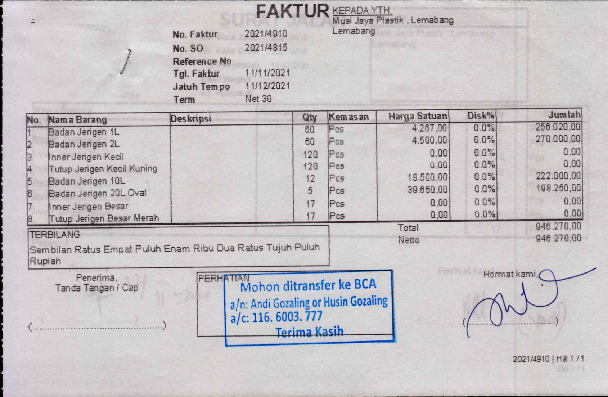 FAKTUR
KEPADA YTH.
Musi Jaya Plastik , Lemabang
Lemabang
No. Faktur 2021/4910
No. SO 2021/4815
Reference No
Tgl. Faktur 11/11/2021
Jatuh Tempo 11/12/2021
Term Net 30
No. Nama Barang Deskripsi Qty Kemasan Harga Satuan Disk% Jumlah
1 Badan Jerigen 1L 60 Pcs 4.267,00 0.0% 256.020,00
2 Badan Jerigen 2L 60 Pcs 4.500,00 0.0% 270.000,00
3 Inner Jerigen Kecil 120 Pcs 0,00 0.0% 0,00
4 Tutup Jerigen Kecil Kuning 120 Pcs 0,00 0.0% 0,00
5 Badan Jerigen 10L 12 Pcs 18.500,00 0.0% 222.000,00
6 Badan Jerigen 20L Oval 5 Pcs 39.650,00 0.0% 198.250,00
7 Inner Jerigen Besar 17 Pcs 0,00 0.0% 0,00
8 Tutup Jerigen Besar Merah 17 Pcs 0,00 0.0% 0,00
Total 946.270,00
Netto 946.270,00
TERBILANG
Sembilan Ratus Empat Puluh Enam Ribu Dua Ratus Tujuh Puluh
Rupiah
Penerima,
Tanda Tangan / Cap
PERHATIAN
Mohon ditransfer ke BCA
a/n: Andi Gozaling or Husin Gozaling
a/c: 116. 6003. 777
Terima Kasih
Hormat kami,
2021/4910 | Hal 1 / 1